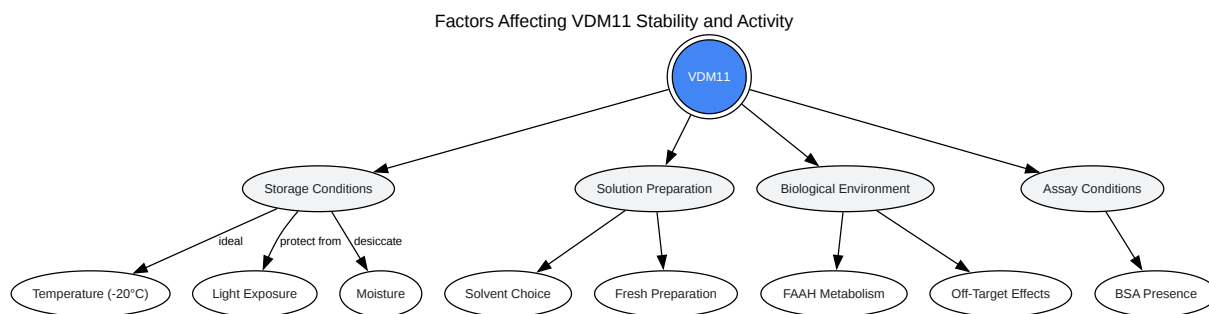 Factors Affecting VDM11 Stability and Activity
VDM11
Storage Conditions
Solution Preparation
Biological Environment
Assay Conditions
ideal
protect from
desiccate
Temperature (-20°C)
Light Exposure
Moisture
Solvent Choice
Fresh Preparation
FAAH Metabolism
Off-Target Effects
BSA Presence